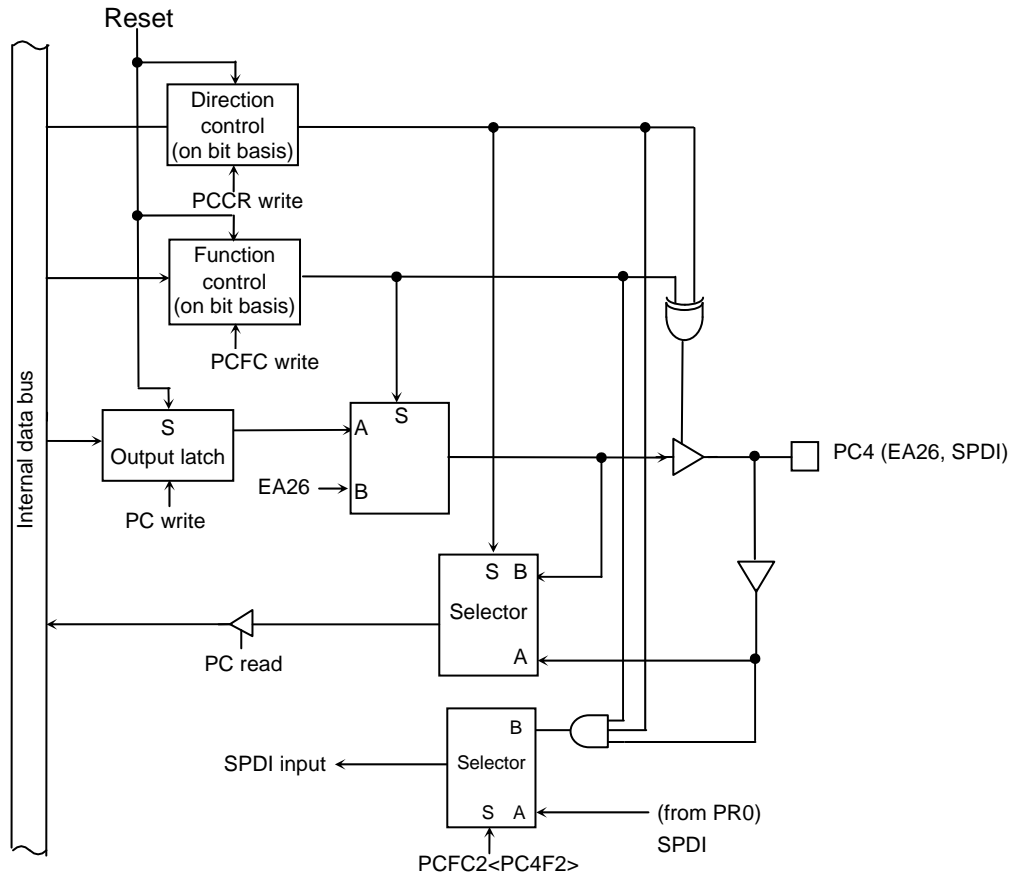 Reset
Direction
control
(on bit basis)
PCCR write
Function
control
(on bit basis)
PCFC write
Internal data bus
S
Output latch
PC write
S
A
EA26
B
PC4 (EA26, SPDI)
S B
Selector
A
PC read
B
Selector
S A
SPDI input
(from PR0)
SPDI
PCFC2<PC4F2>